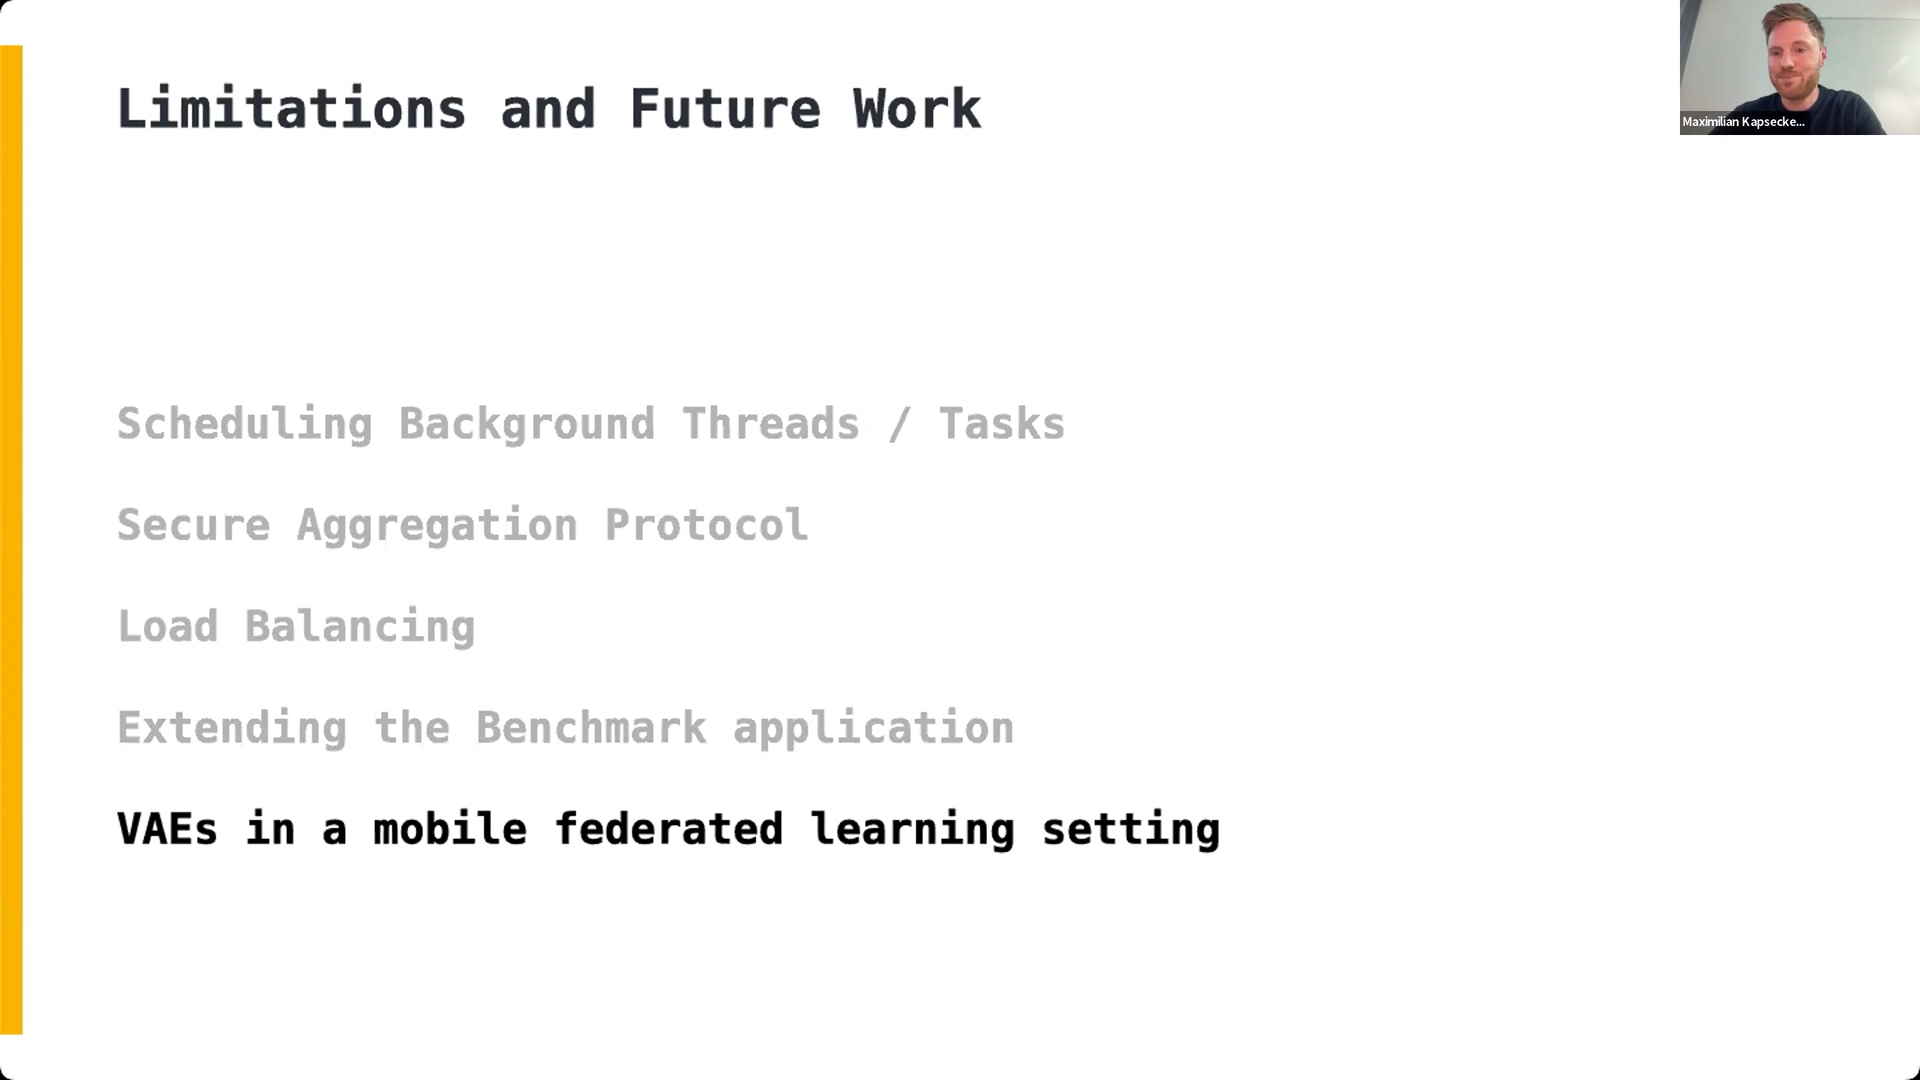 Limitations and Future Work
Maximilian Kapsecke...
Scheduling Background Threads / Tasks
Secure Aggregation Protocol
Load Balancing
Extending the Benchmark application
VAEs in a mobile federated learning setting